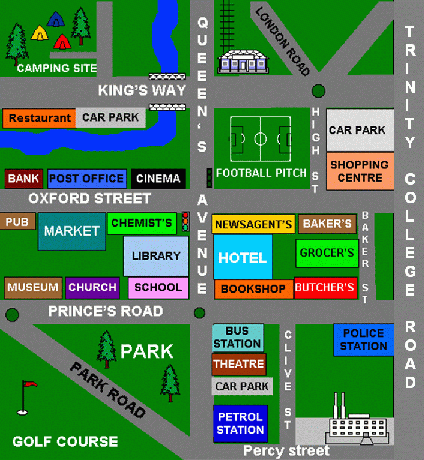 QUEEN'S AVENUE
LONDON ROAD
TRINITY COLLEGE ROAD
CAMPING SITE
KING'S WAY
Restaurant
CAR PARK
HIGH ST
CAR PARK
FOOTBALL PITCH
SHOPPING
CENTRE
BANK
POST OFFICE
CINEMA
OXFORD STREET
PUB
MARKET
CHEMIST'S
NEWSAGENT'S
BAKER'S
BAKER ST
LIBRARY
HOTEL
GROCER'S
MUSEUM
CHURCH
SCHOOL
BOOKSHOP
BUTCHER'S
PRINCE'S ROAD
PARK
BUS
STATION
CLIVE ST
POLICE
STATION
THEATRE
PARK ROAD
CAR PARK
PETROL
STATION
GOLF COURSE
Percy street